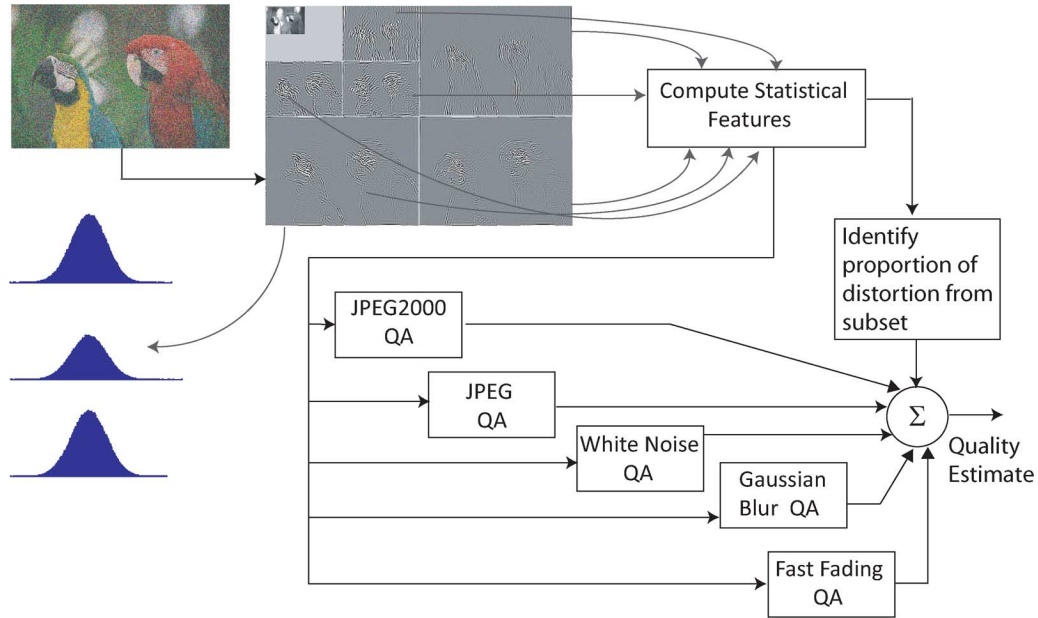 Compute Statistical
Features
Identify
proportion of
distortion from
subset
JPEG2000
QA
JPEG
QA
White Noise
QA
Gaussian
Blur QA
Fast Fading
QA
Σ
Quality
Estimate